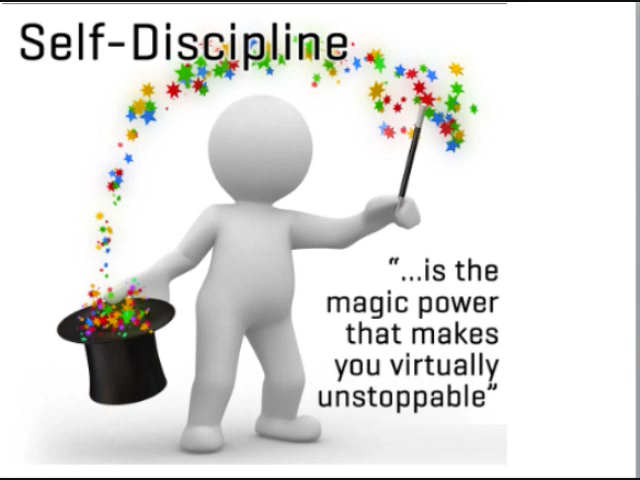 Self-Discipline
“...is the
magic power
that makes
you virtually
unstoppable”